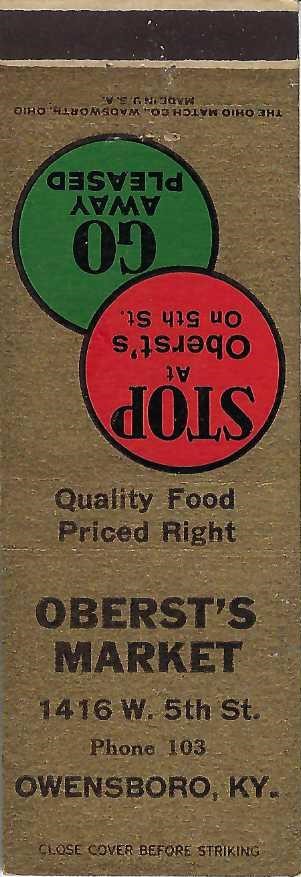 THE OHIO MATCH CO., WADSWORTH, OHIO
MADE IN U.S.A.
STOP
At
Oberst's
On 5th St.
GO
AWAY
PLEASED
Quality Food
Priced Right
OBERST'S
MARKET
1416 W. 5th St.
Phone 103
OWENSBORO, KY.
CLOSE COVER BEFORE STRIKING